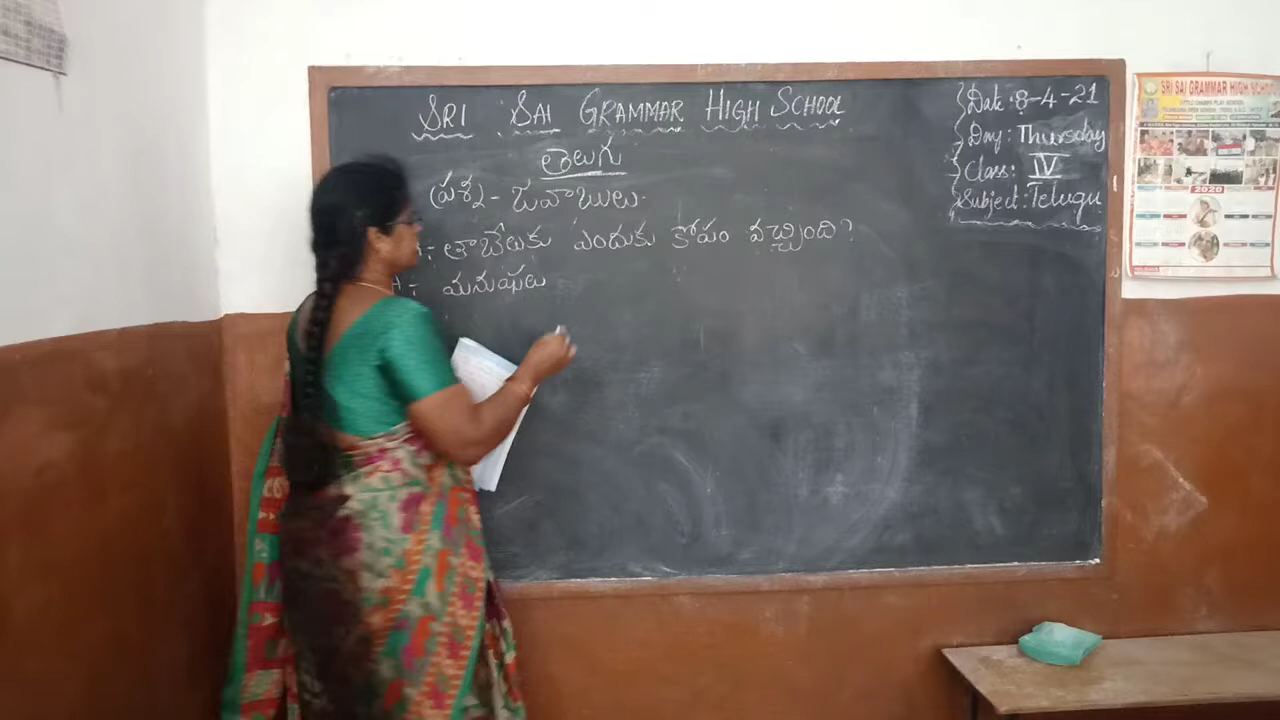 SRI SAI GRAMMAR HIGH SCHOOL
తెలుగు
ప్రశ్న - జవాబులు.
తాబేలుకు ఎందుకు కోపం వచ్చింది?
A :- మనుషులు
Date : 8-4-21
Day : Thursday
Class : IV
Subject : Telugu
SRI SAI GRAMMAR HIGH SCHOOL
2020